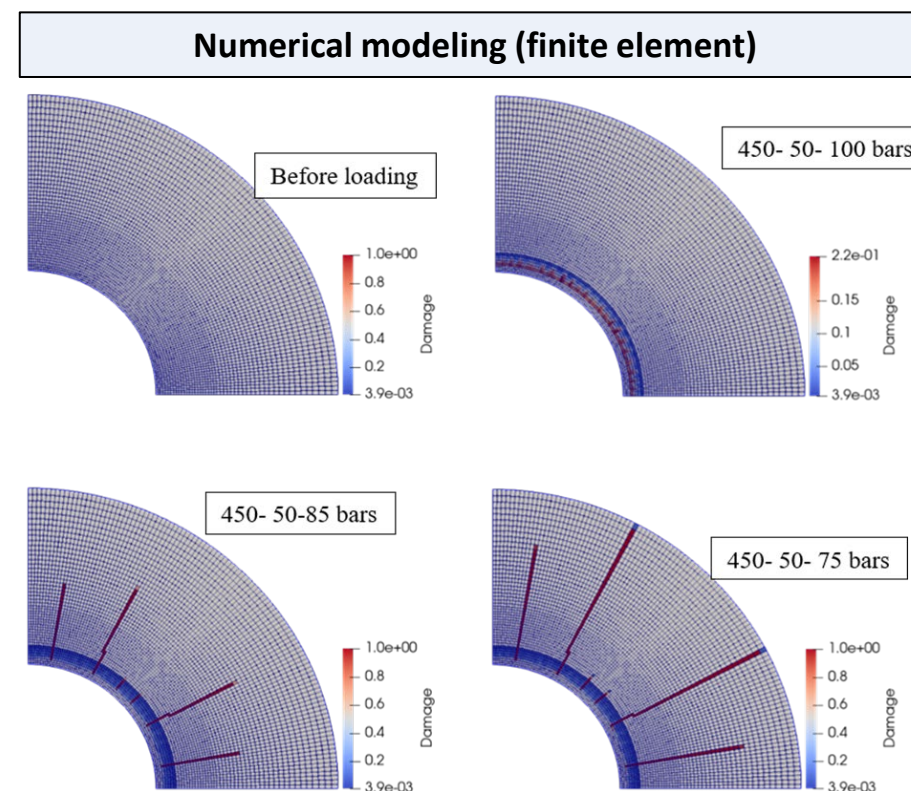 Numerical modeling (finite element)
Before loading
1.0e+00
0.8
0.6
0.4
0.2
3.9e-03
Damage
450- 50- 100 bars
2.2e-01
0.15
0.1
0.05
3.9e-03
Damage
450- 50-85 bars
1.0e+00
0.8
0.6
0.4
0.2
3.9e-03
Damage
450- 50- 75 bars
1.0e+00
0.8
0.6
0.4
0.2
3.9e-03
Damage